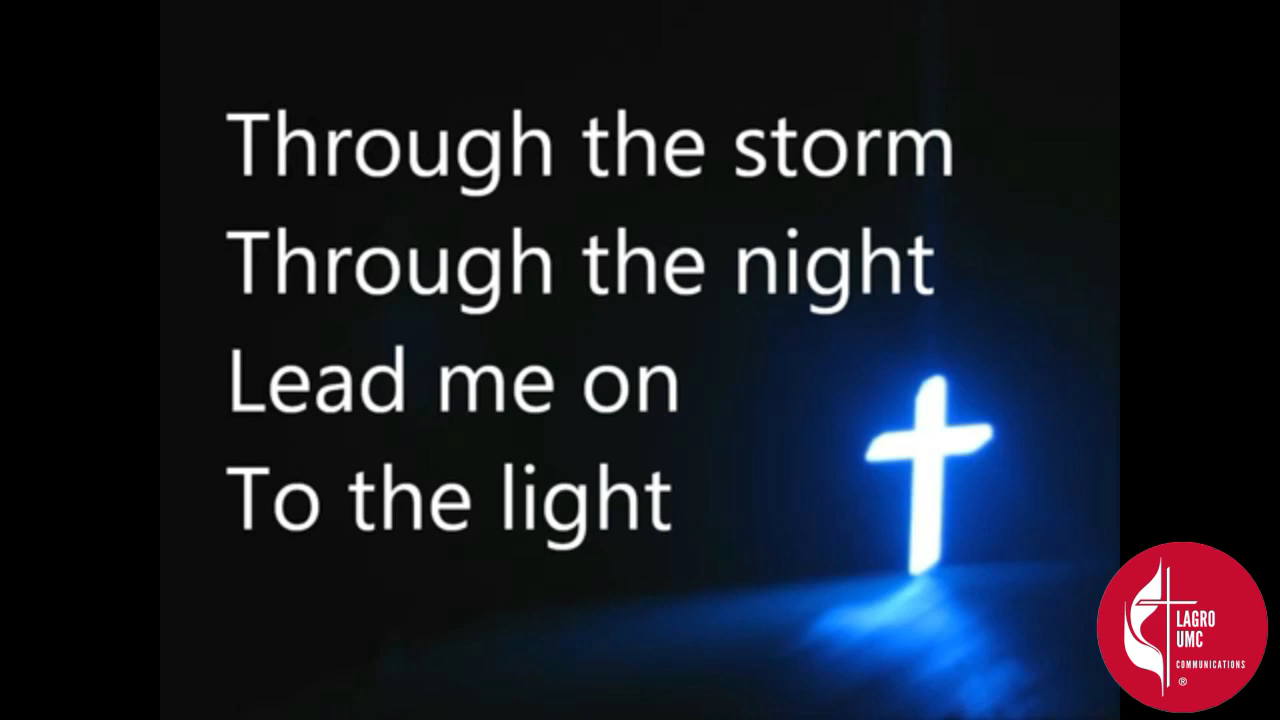 Through the storm
Through the night
Lead me on
To the light
LAGRO
UMC
COMMUNICATIONS
®